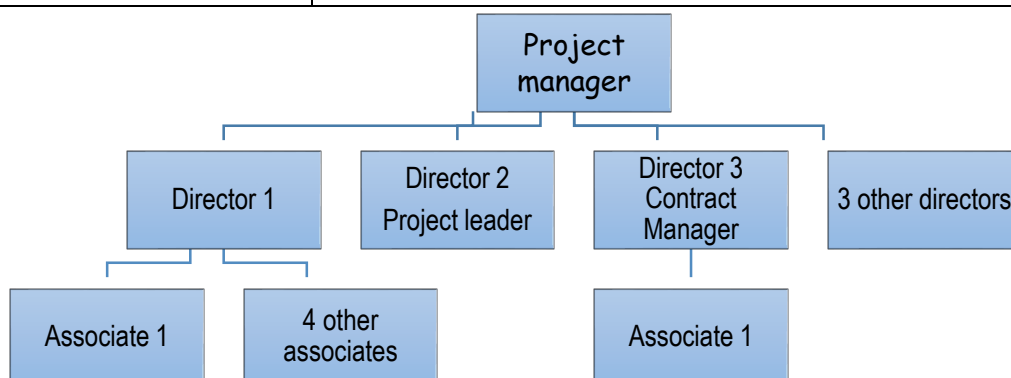 Project
manager
Director 1
Director 2
Project leader
Director 3
Contract
Manager
3 other directors
Associate 1
4 other
associates
Associate 1